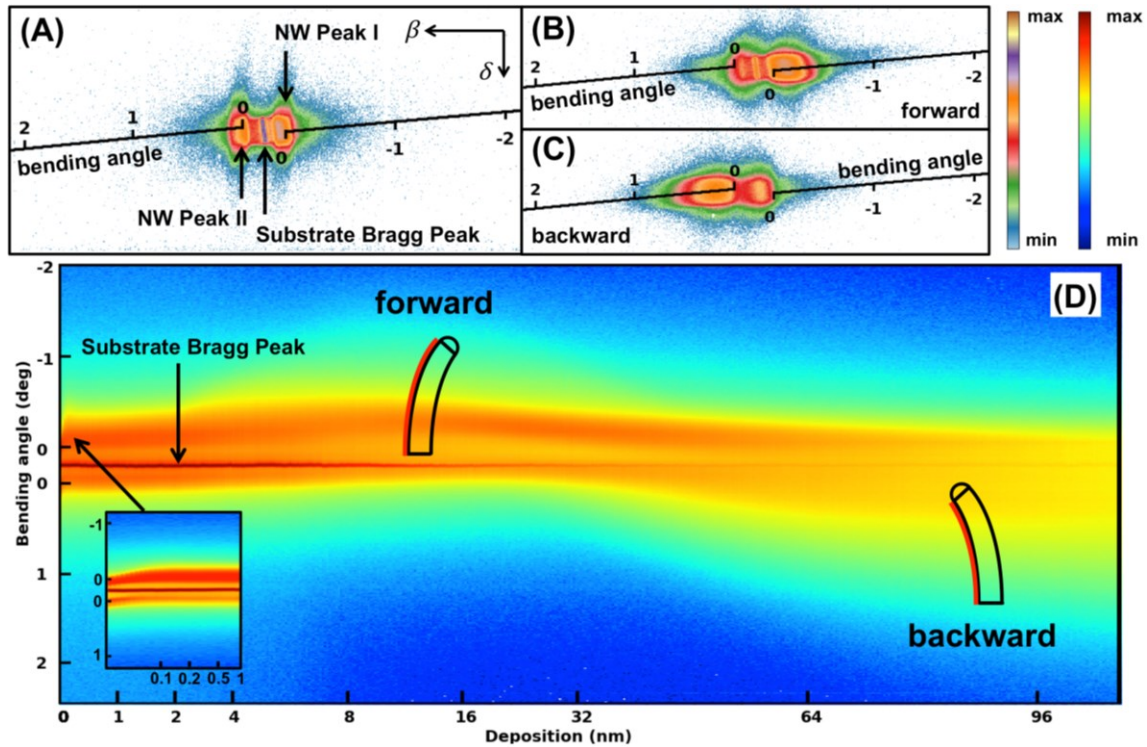 (A)
NW Peak I
β
δ
0
2
1
bending angle
0
-1
-2
NW Peak II
Substrate Bragg Peak
(B)
0
2
1
bending angle
0
-1
-2
forward
(C)
bending angle
0
2
1
0
-1
-2
backward
max
max
min
min
(D)
-2
forward
Substrate Bragg Peak
-1
0
0
1
2
Bending angle (deg)
-1
0
0
1
0.1 0.2 0.5 1
backward
0 1 2 4 8 16 32 64 96
Deposition (nm)